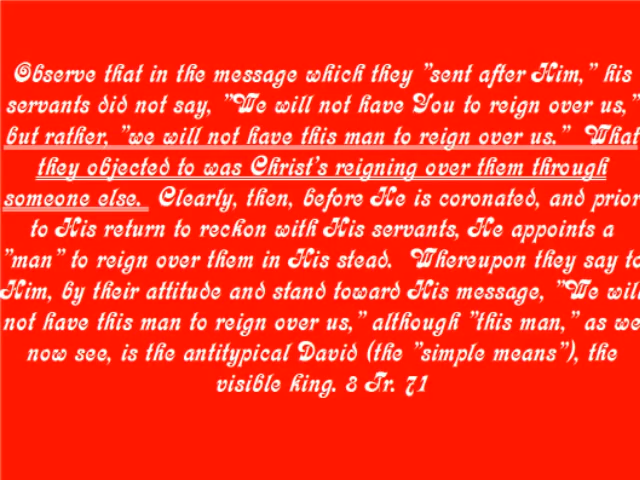 Observe that in the message which they "sent after Him," his
servants did not say, "We will not have You to reign over us,"
but rather, "we will not have this man to reign over us." What
they objected to was Christ's reigning over them through
someone else. Clearly, then, before He is coronated, and prior
to His return to reckon with His servants, He appoints a
"man" to reign over them in His stead. Whereupon they say to
Him, by their attitude and stand toward His message, "We will
not have this man to reign over us," although "this man," as we
now see, is the antitypical David (the "simple means"), the
visible king. 8 Tr. 71